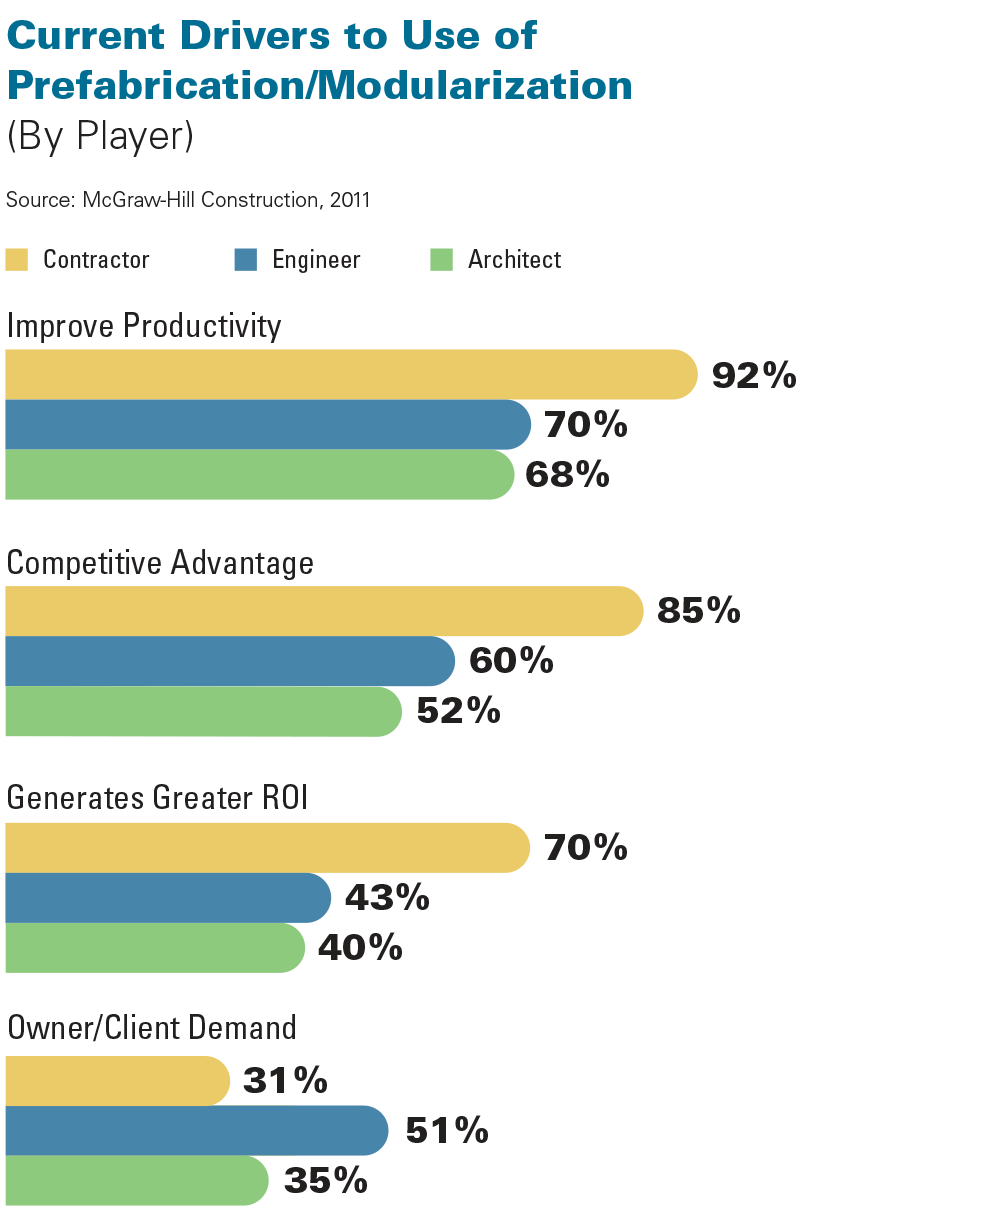 Current Drivers to Use of
Prefabrication/Modularization
(By Player)
Source: McGraw-Hill Construction, 2011
Contractor Engineer Architect
Improve Productivity
92%
70%
68%
Competitive Advantage
85%
60%
52%
Generates Greater ROI
70%
43%
40%
Owner/Client Demand
31%
51%
35%